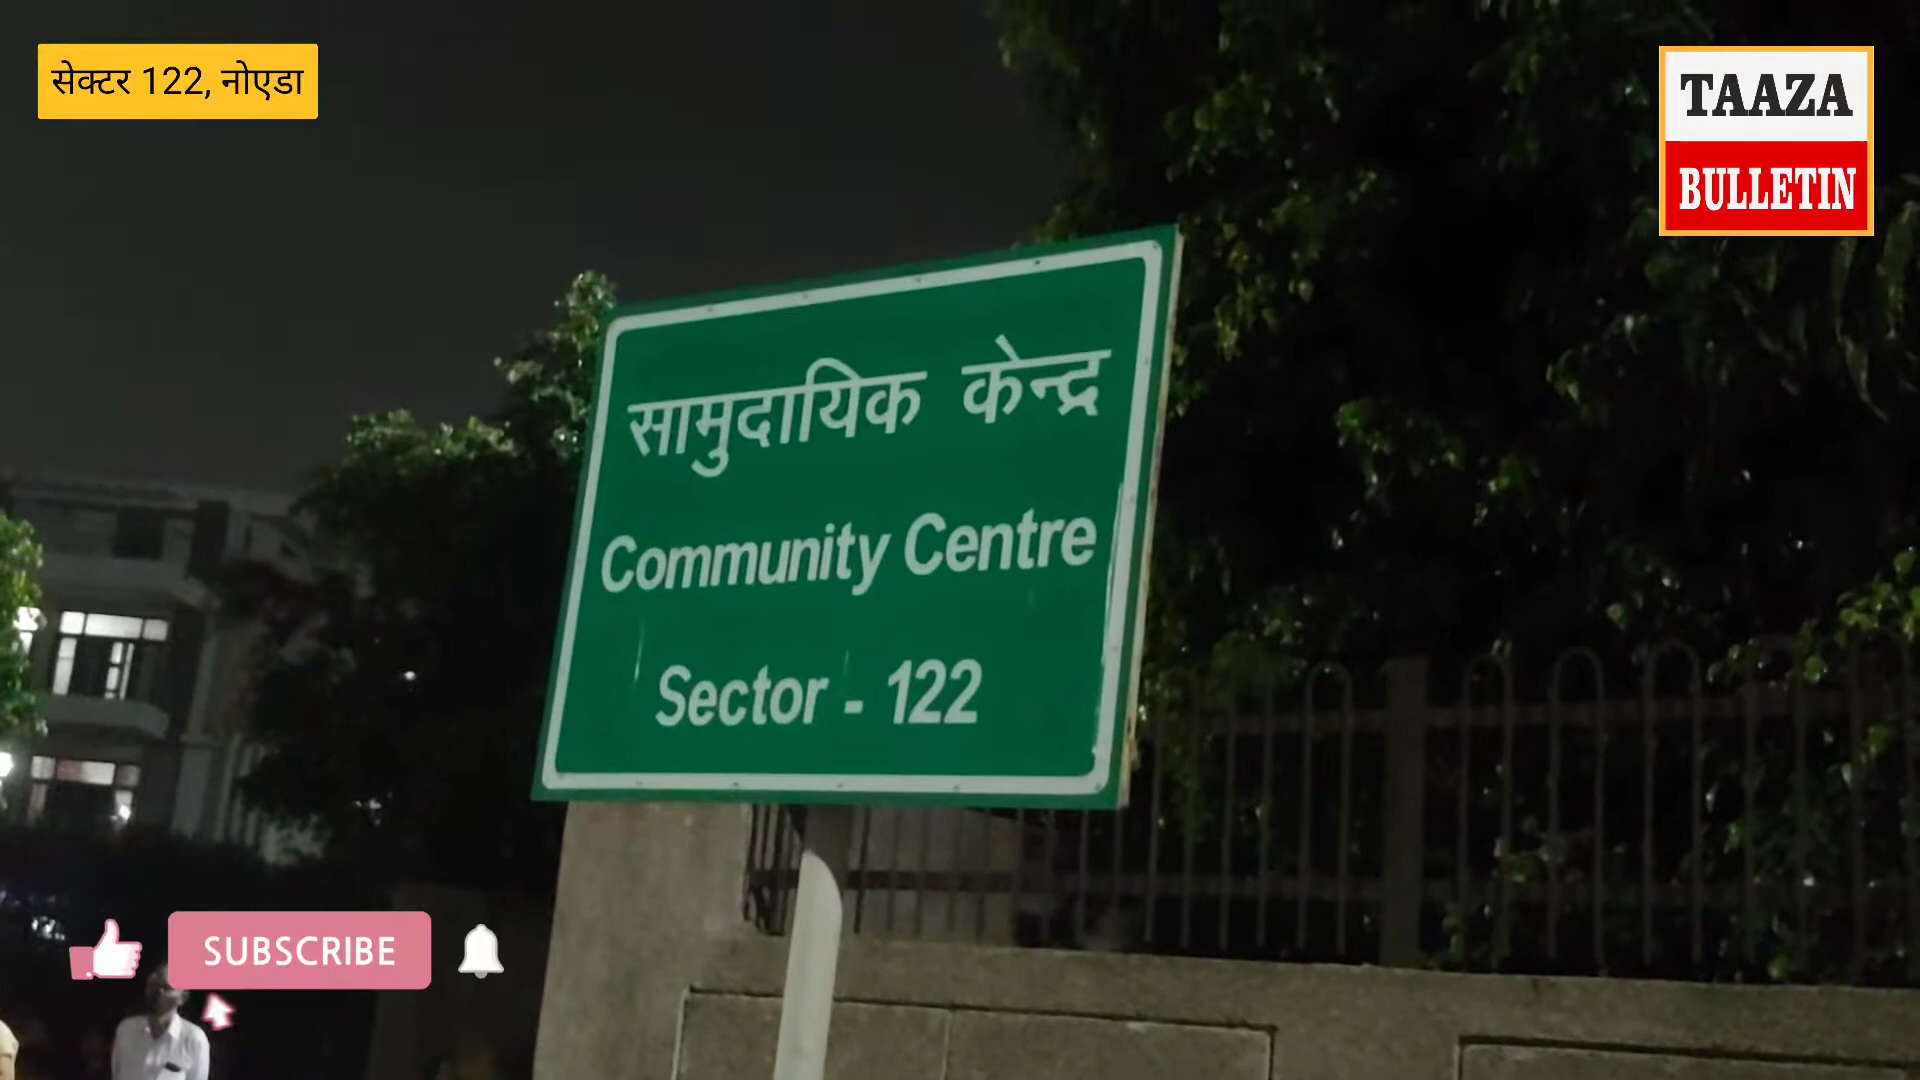 सेक्टर 122, नोएडा
TAAZA
BULLETIN
सामुदायिक केन्द्र
Community Centre
Sector - 122
SUBSCRIBE